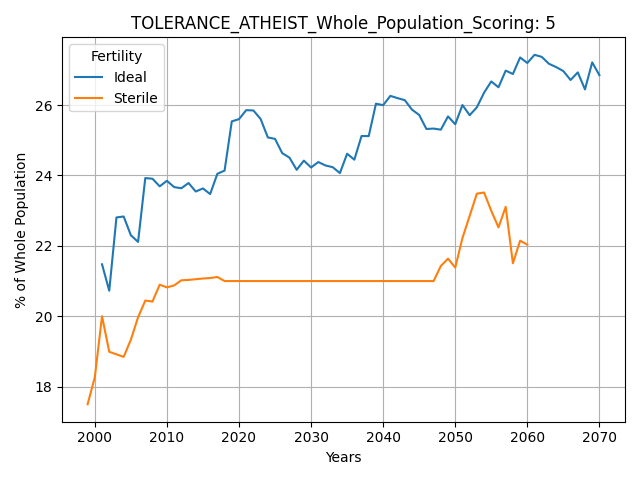 TOLERANCE_ATHEIST_Whole_Population_Scoring: 5
Fertility
Ideal
Sterile
% of Whole Population
26
24
22
20
18
2000 2010 2020 2030 2040 2050 2060 2070
Years